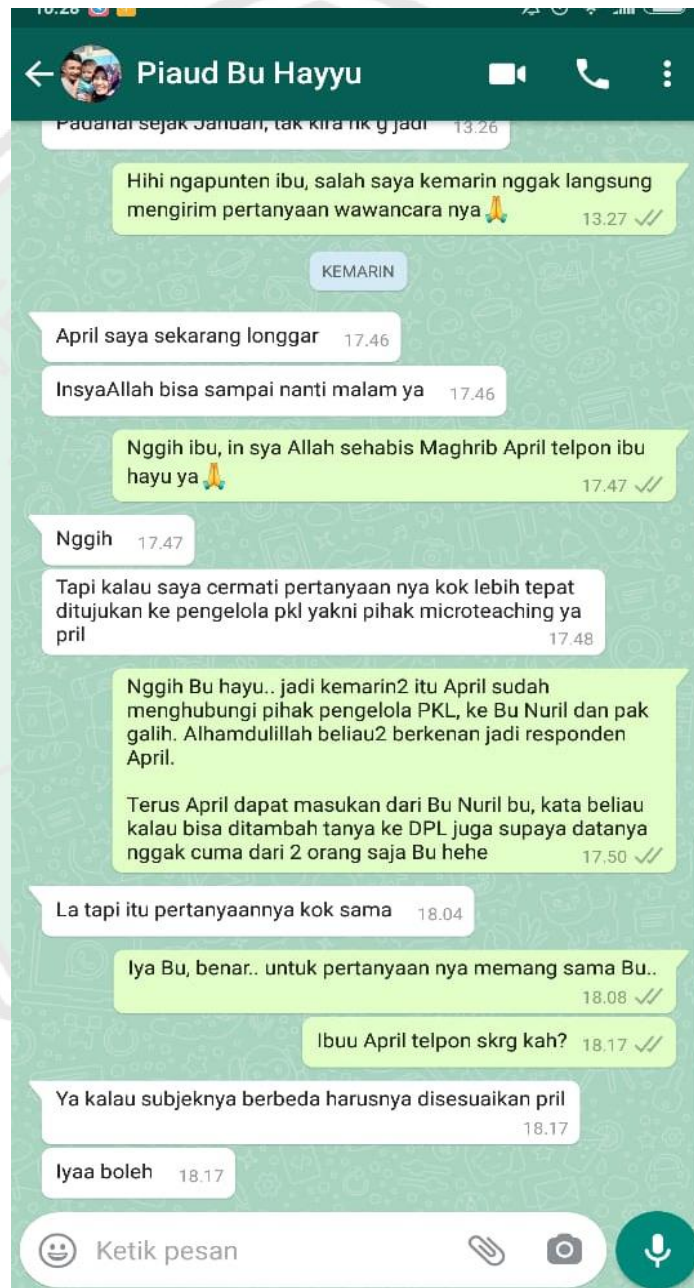 Piaud Bu Hayyu
Padahal sejak Januari, tak kira nk g jadi 13.26
Hihi ngapunten ibu, salah saya kemarin nggak langsung
mengirim pertanyaan wawancara nya 13.27
KEMARIN
April saya sekarang longgar 17.46
InsyaAllah bisa sampai nanti malam ya 17.46
Nggih ibu, in sya Allah sehabis Maghrib April telpon ibu
hayu ya 17.47
Nggih 17.47
Tapi kalau saya cermati pertanyaan nya kok lebih tepat
ditujukan ke pengelola pkl yakni pihak microteaching ya
pril 17.48
Nggih Bu hayu.. jadi kemarin2 itu April sudah
menghubungi pihak pengelola PKL, ke Bu Nuril dan pak
galih. Alhamdulillah beliau2 berkenan jadi responden
April.
Terus April dapat masukan dari Bu Nuril bu, kata beliau
kalau bisa ditambah tanya ke DPL juga supaya datanya
nggak cuma dari 2 orang saja Bu hehe 17.50
La tapi itu pertanyaannya kok sama 18.04
Iya Bu, benar.. untuk pertanyaan nya memang sama Bu..
18.08
Ibuu April telpon skrg kah? 18.17
Ya kalau subjeknya berbeda harusnya disesuaikan pril
18.17
Iyaa boleh 18.17
Ketik pesan